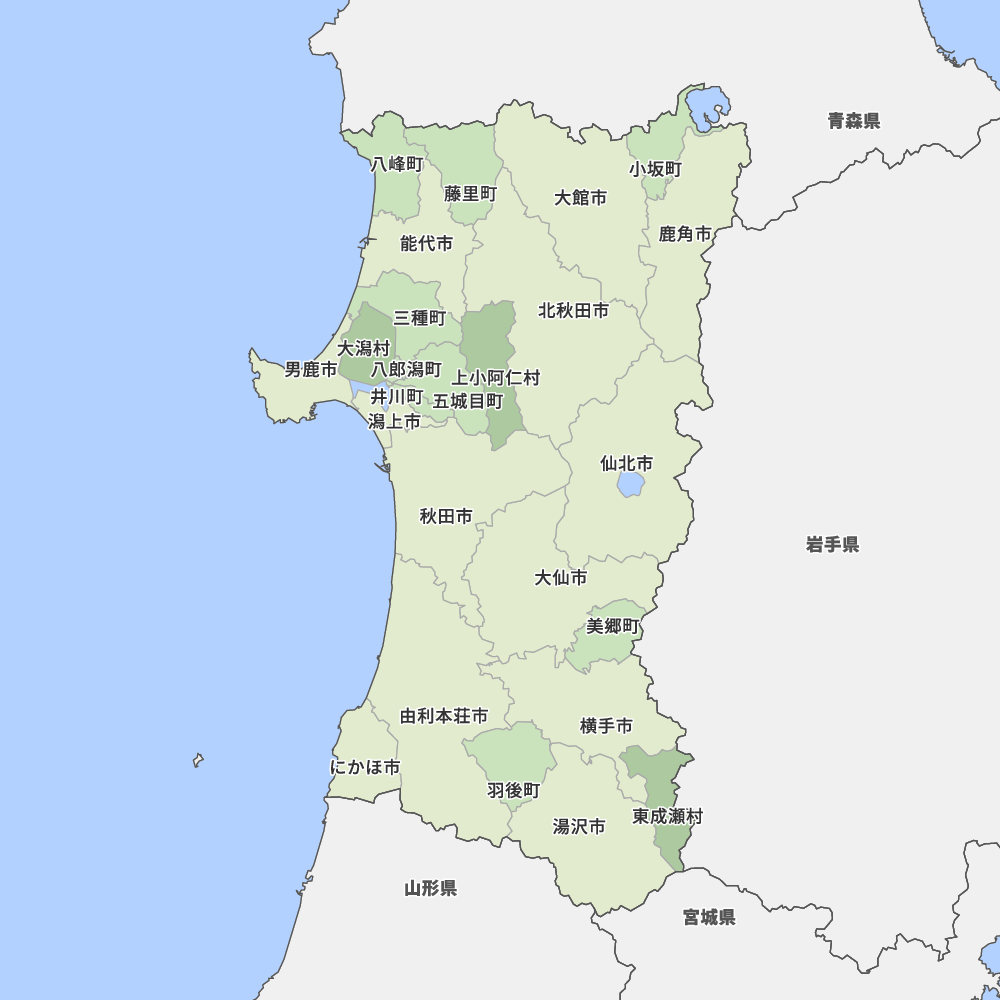 青森県
八峰町
小坂町
藤里町
大館市
鹿角市
能代市
北秋田市
三種町
大潟村
男鹿市
八郎潟町
上小阿仁村
井川町
五城目町
潟上市
仙北市
秋田市
岩手県
大仙市
美郷町
由利本荘市
横手市
にかほ市
羽後町
東成瀬村
湯沢市
山形県
宮城県